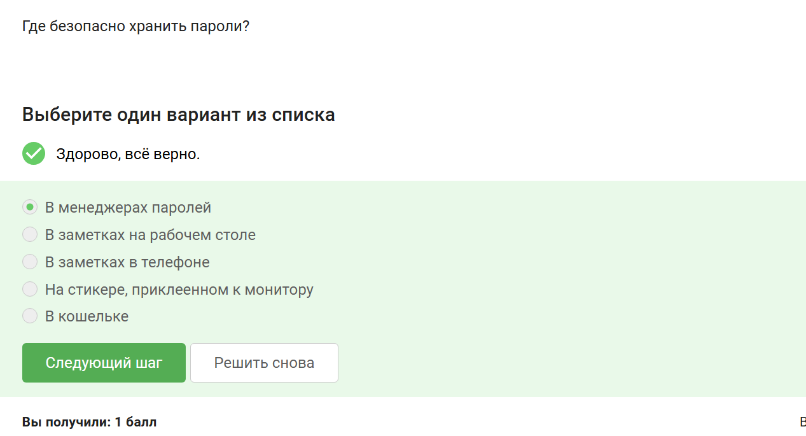 Где безопасно хранить пароли?
Выберите один вариант из списка
Здорово, всё верно.
В менеджерах паролей
В заметках на рабочем столе
В заметках в телефоне
На стикере, приклеенном к монитору
В кошельке
Следующий шаг
Решить снова
Вы получили: 1 балл